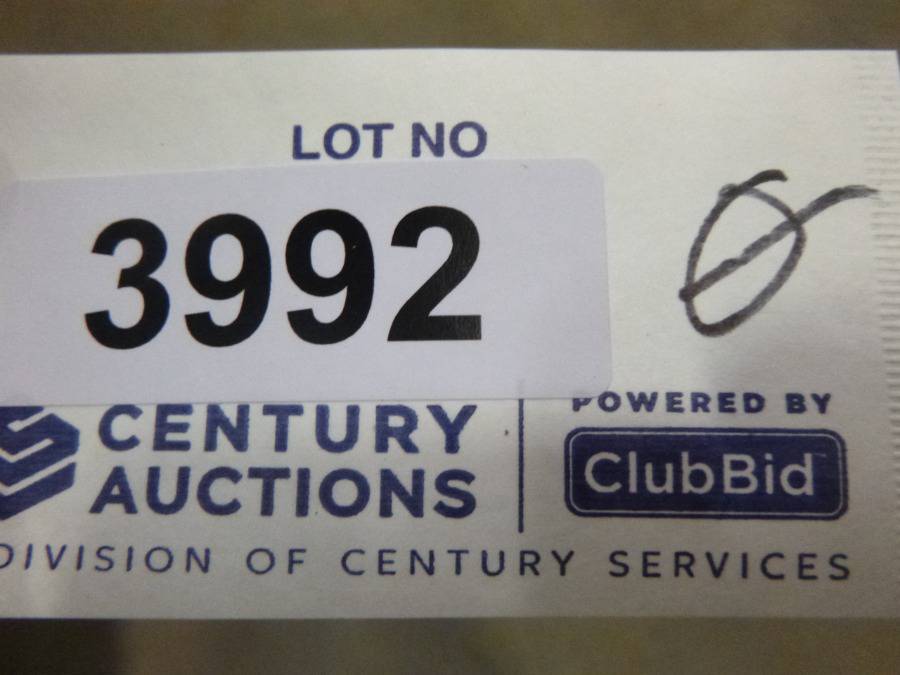 LOT NO
3992
CENTURY
AUCTIONS
DIVISION OF CENTURY SERVICES
POWERED BY
ClubBid